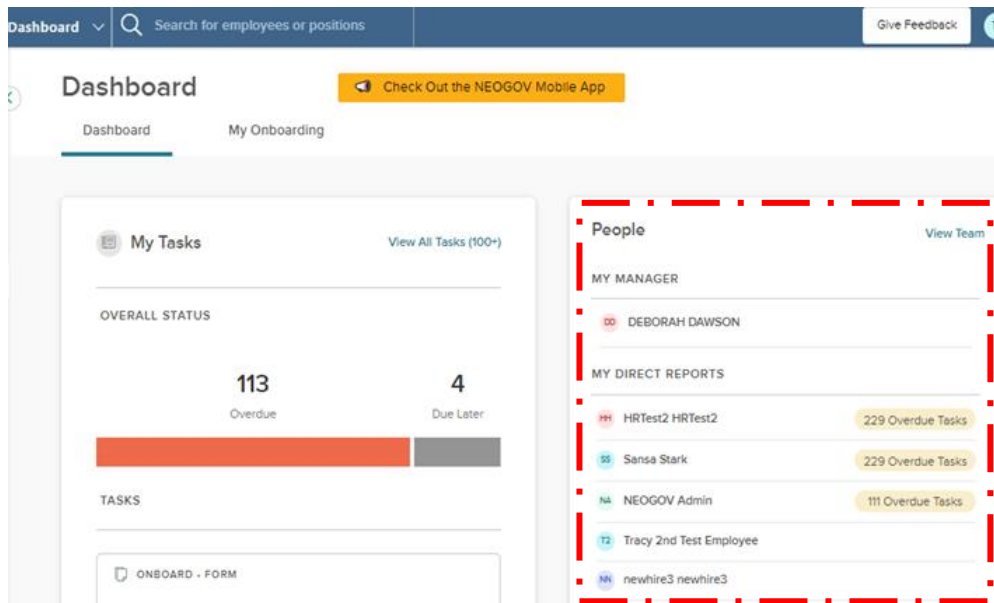 Dashboard Search for employees or positions Give Feedback
Dashboard Check Out the NEOGOV Mobile App
Dashboard My Onboarding
My Tasks View All Tasks (100+)
OVERALL STATUS
113 4
Overdue Due Later
TASKS
ONBOARD - FORM
People View Team
MY MANAGER
DD DEBORAH DAWSON
MY DIRECT REPORTS
HH HRTest2 HRTest2 229 Overdue Tasks
SS Sansa Stark 229 Overdue Tasks
NA NEOGOV Admin 111 Overdue Tasks
T2 Tracy 2nd Test Employee
NN newhire3 newhire3